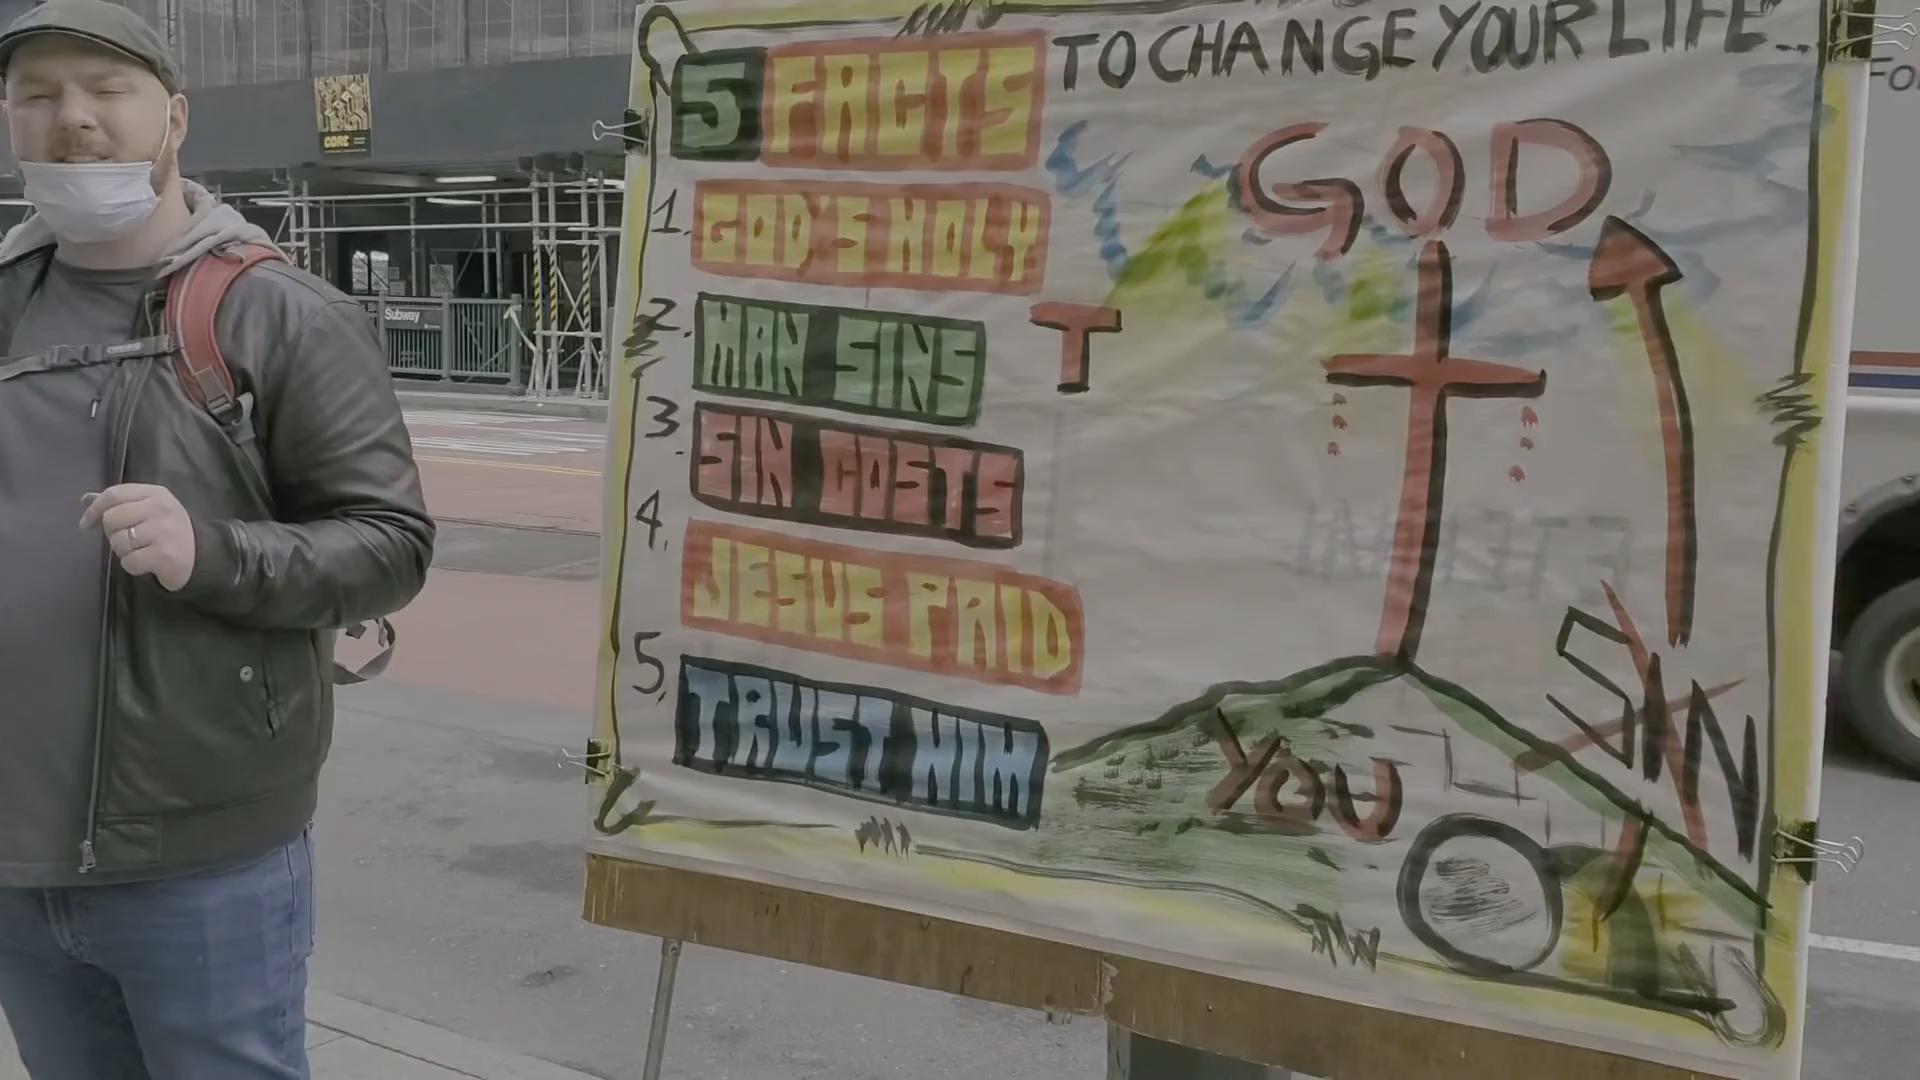 5 FACTS TO CHANGE YOUR LIFE...
1. GOD'S HOLY
2. MAN SINS
3. SIN COSTS
4. JESUS PAID
5. TRUST HIM
GOD
T
YOU
SIN
CORE
Subway